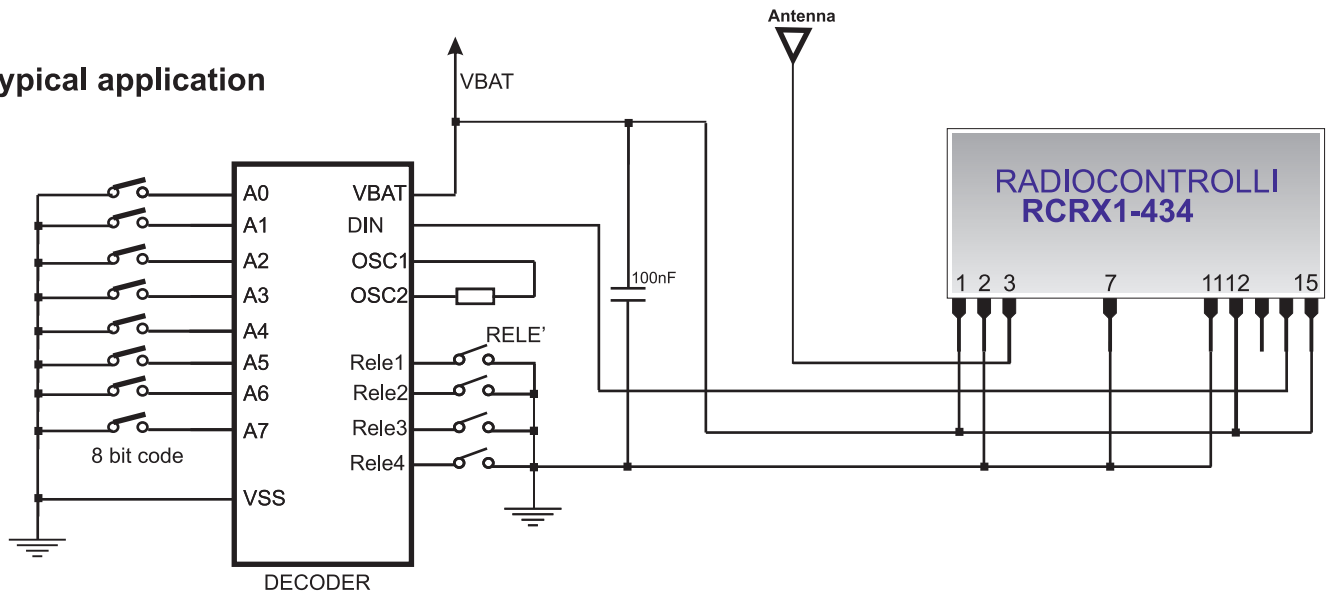 Antenna
ypical application
VBAT
RADIOCONTROLLI
RCRX1-434
A0 VBAT
A1 DIN
A2 OSC1
A3 OSC2
A4
A5 Rele1
A6 Rele2
A7 Rele3
Rele4
VSS
100nF
RELE'
1 2 3 7 11 12 15
8 bit code
DECODER